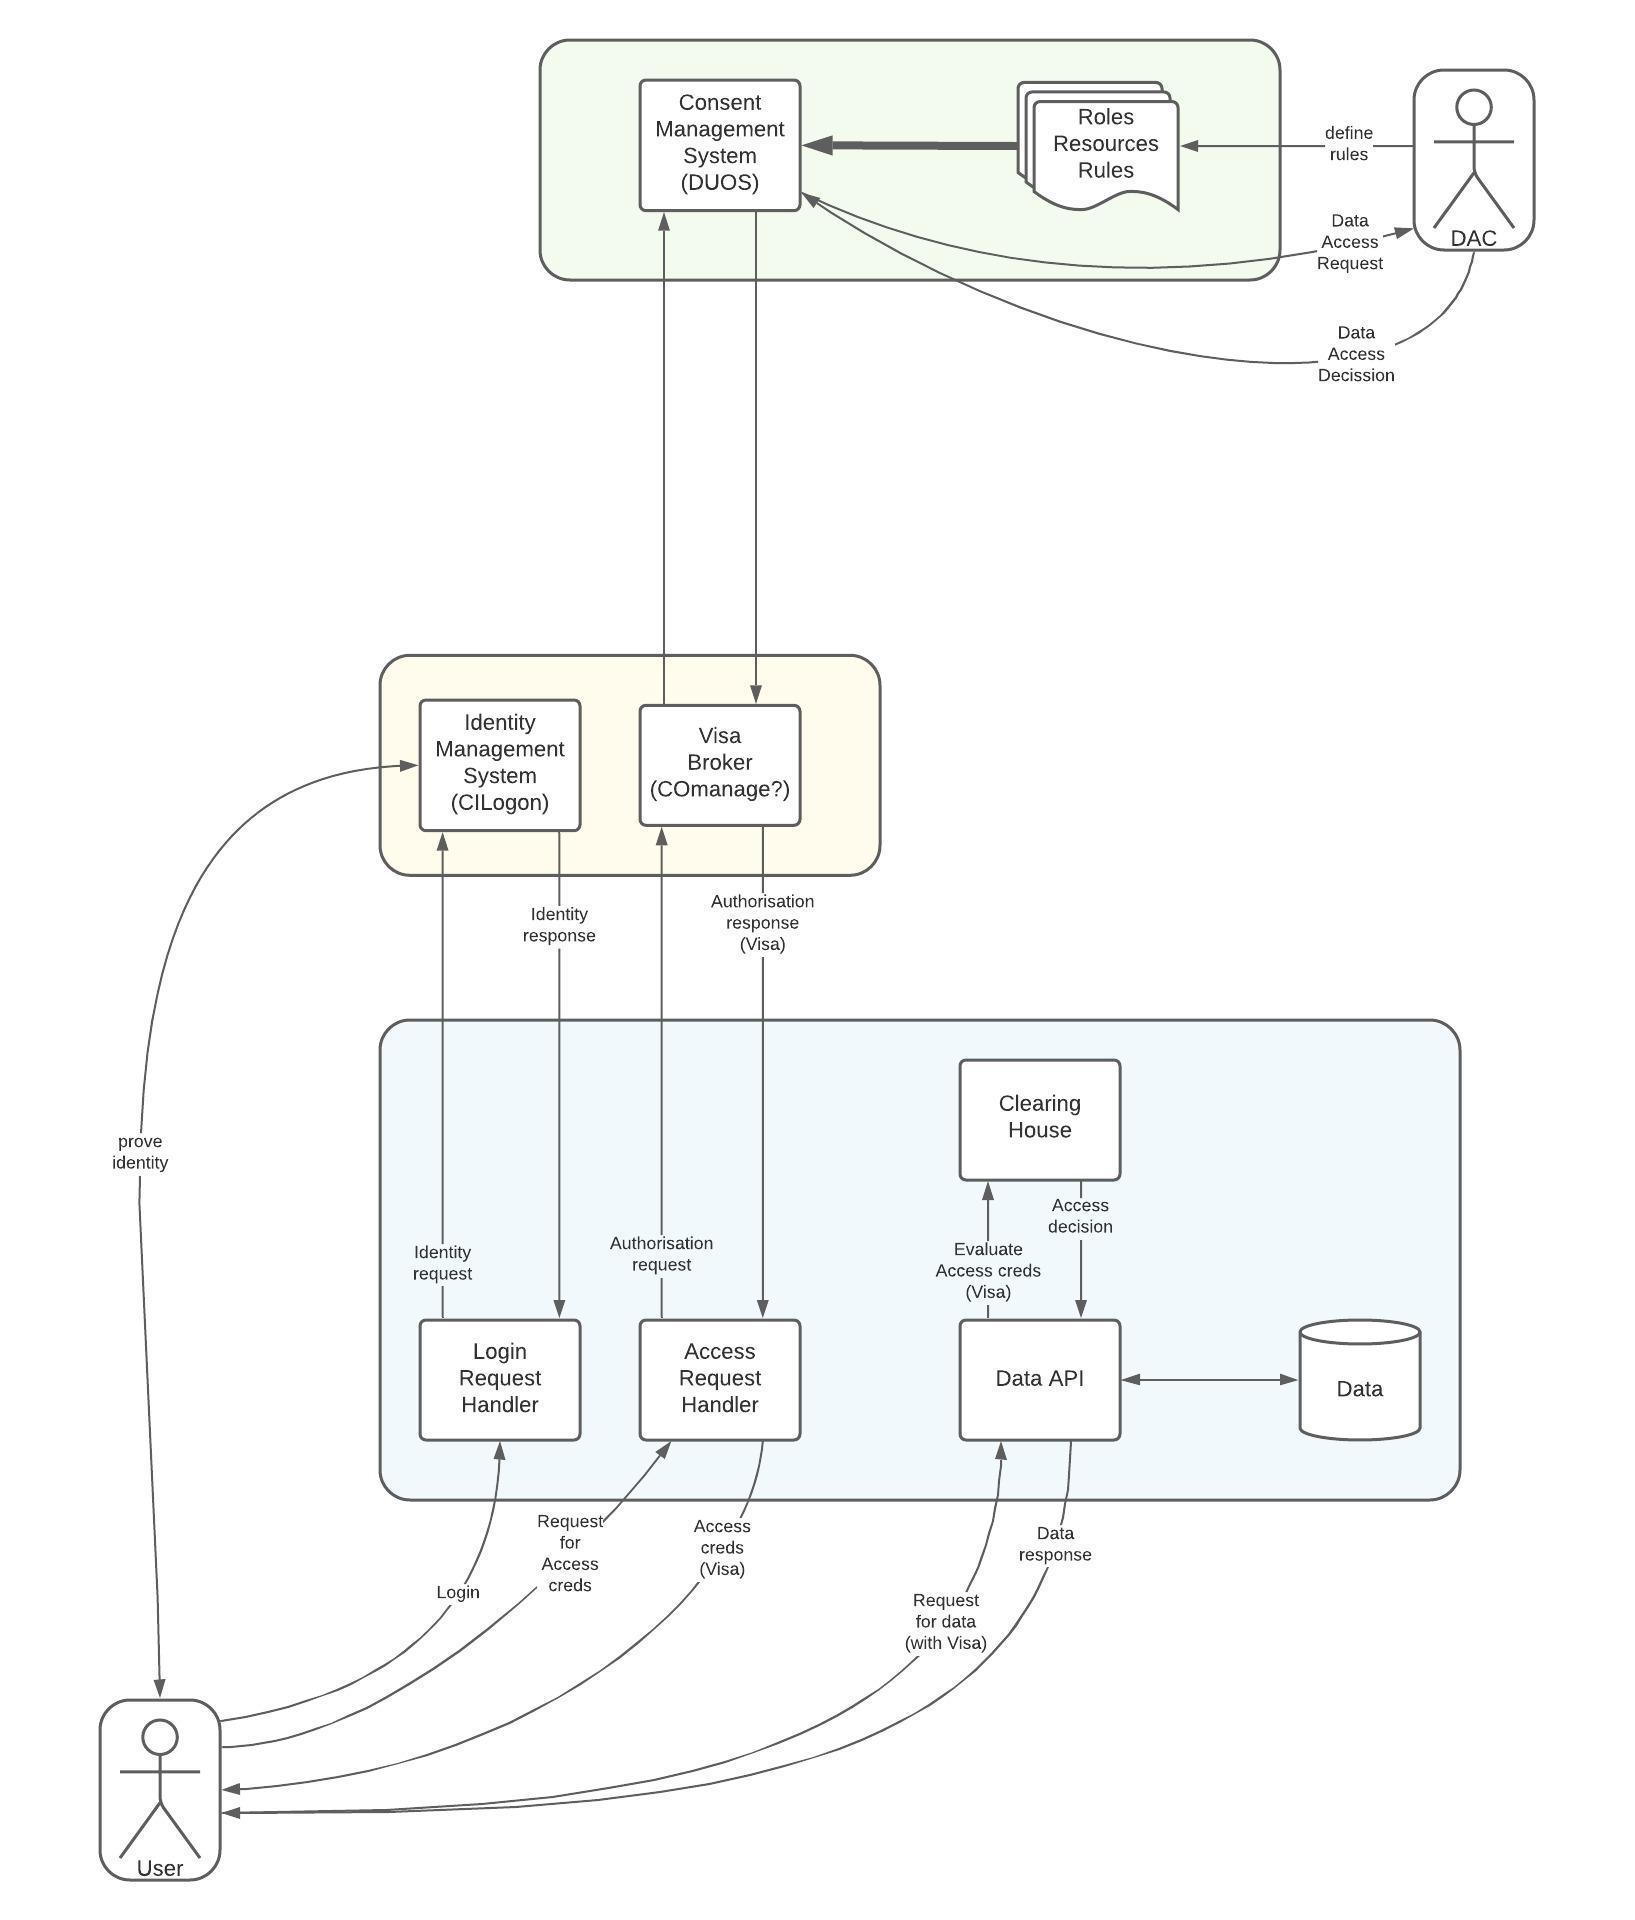 Consent
Management
System
(DUOS)
Roles
Resources
Rules
define
rules
DAC
Data
Access
Request
Data
Access
Decission
Identity
Management
System
(CILogon)
Visa
Broker
(COmanage?)
Identity
response
Authorisation
response
(Visa)
prove
identity
Clearing
House
Access
decision
Identity
request
Authorisation
request
Evaluate
Access creds
(Visa)
Login
Request
Handler
Access
Request
Handler
Data API
Data
Login
Request
for
Access
creds
Access
creds
(Visa)
Request
for data
(with Visa)
Data
response
User